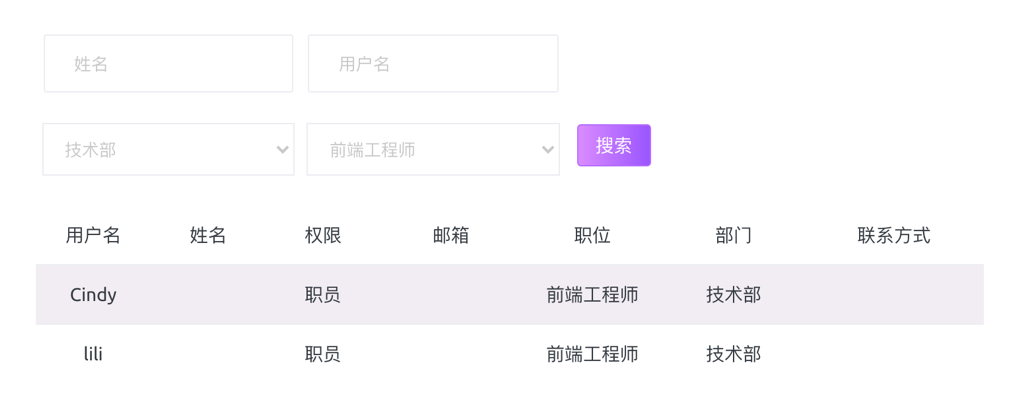 姓名 用户名
技术部 前端工程师 搜索
用户名 姓名 权限 邮箱 职位 部门 联系方式
Cindy 职员 前端工程师 技术部
lili 职员 前端工程师 技术部